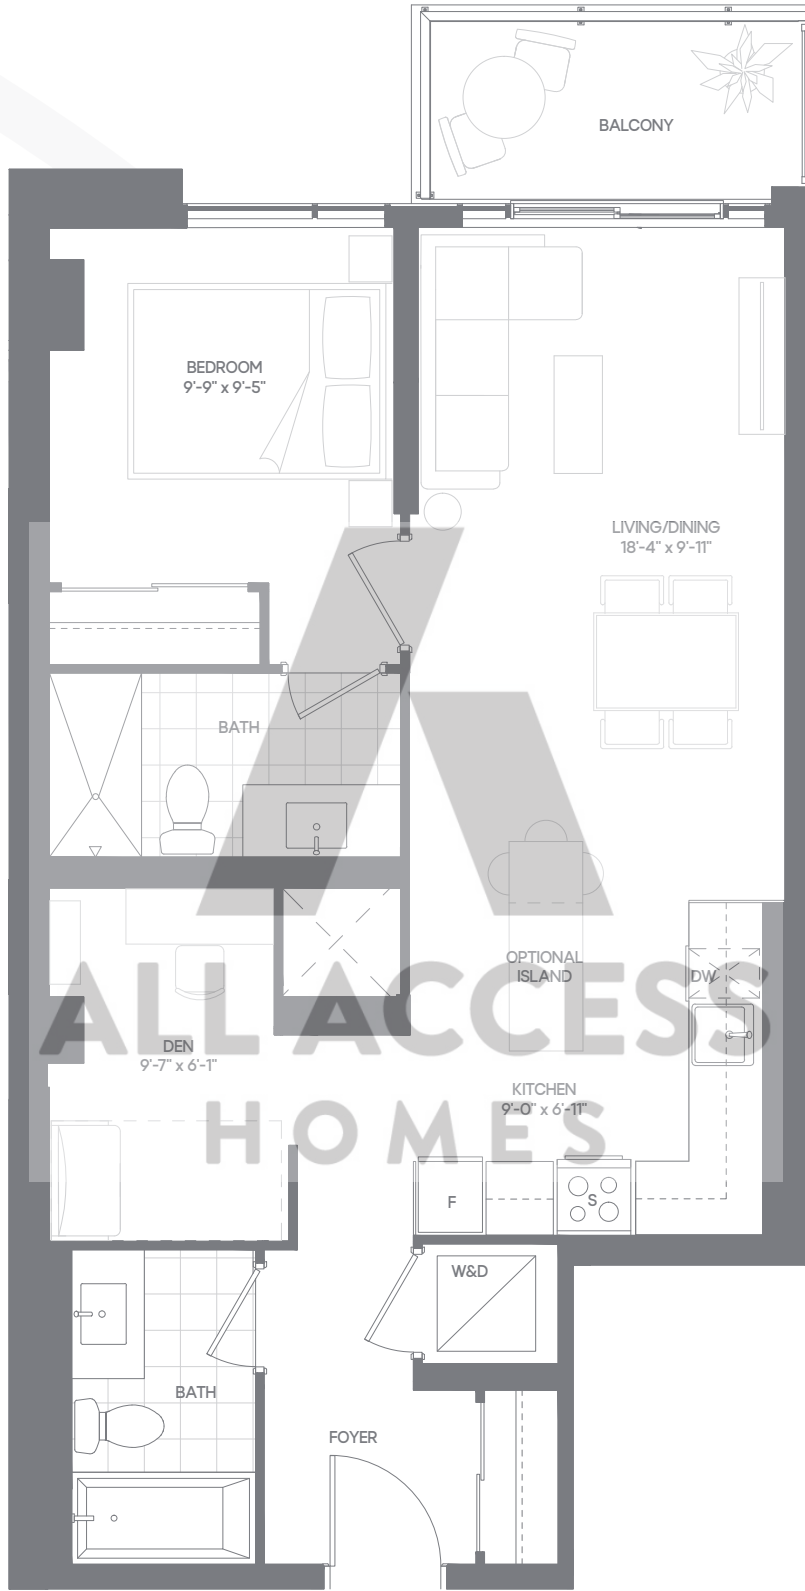 BALCONY
BEDROOM
9'-9" x 9'-5"
LIVING/DINING
18'-4" x 9'-11"
BATH
OPTIONAL
ISLAND
DW
ALL ACCESS
DEN
9'-7" x 6'-1"
KITCHEN
9'-0" x 6'-11"
HOMES
F
S
W&D
BATH
FOYER